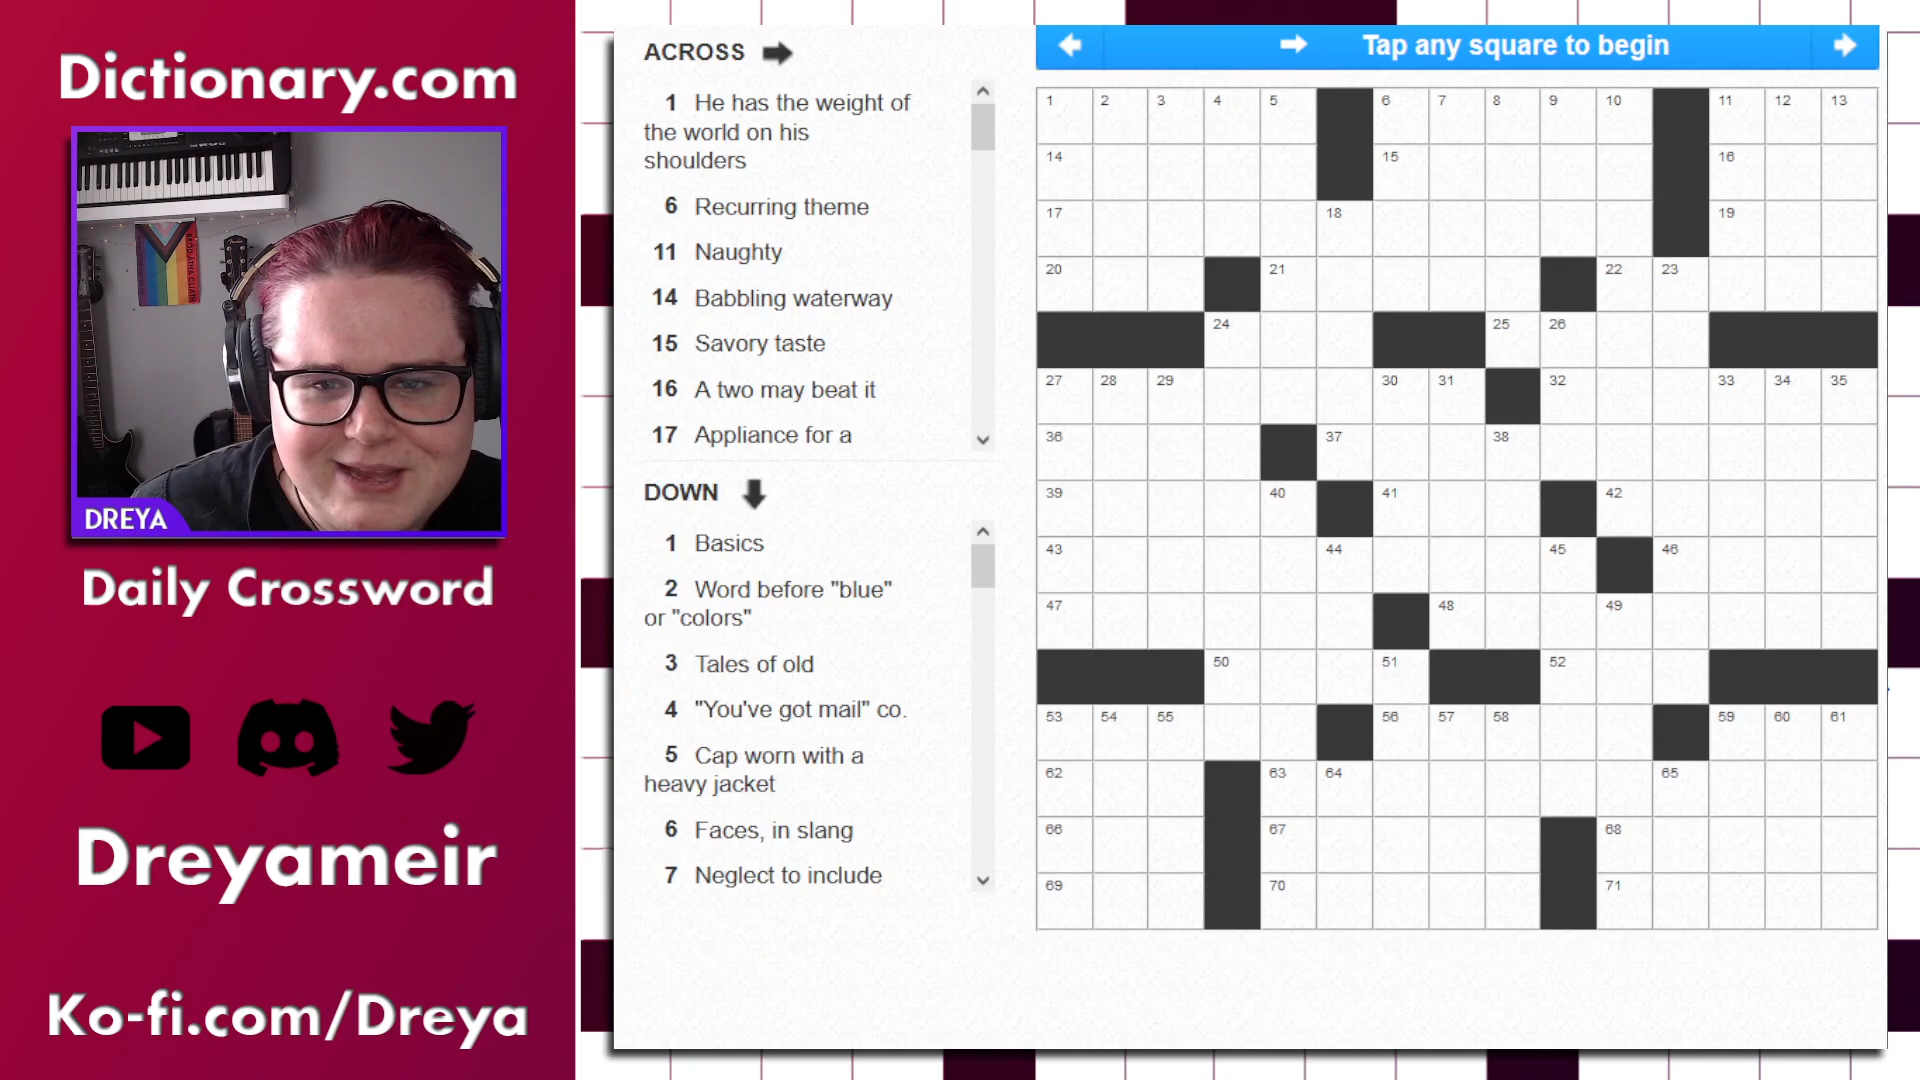 Dictionary.com
DREYA
Daily Crossword
Dreyameir
Ko-fi.com/Dreya
ACROSS
1 He has the weight of
the world on his
shoulders
6 Recurring theme
11 Naughty
14 Babbling waterway
15 Savory taste
16 A two may beat it
17 Appliance for a
DOWN
1 Basics
2 Word before "blue"
or "colors"
3 Tales of old
4 "You've got mail" co.
5 Cap worn with a
heavy jacket
6 Faces, in slang
7 Neglect to include
Tap any square to begin
1 2 3 4 5 6 7 8 9 10 11 12 13
14 15 16
17 18 19
20 21 22 23
24 25 26
27 28 29 30 31 32 33 34 35
36 37 38
39 40 41 42
43 44 45 46
47 48 49
50 51 52
53 54 55 56 57 58 59 60 61
62 63 64 65
66 67 68
69 70 71